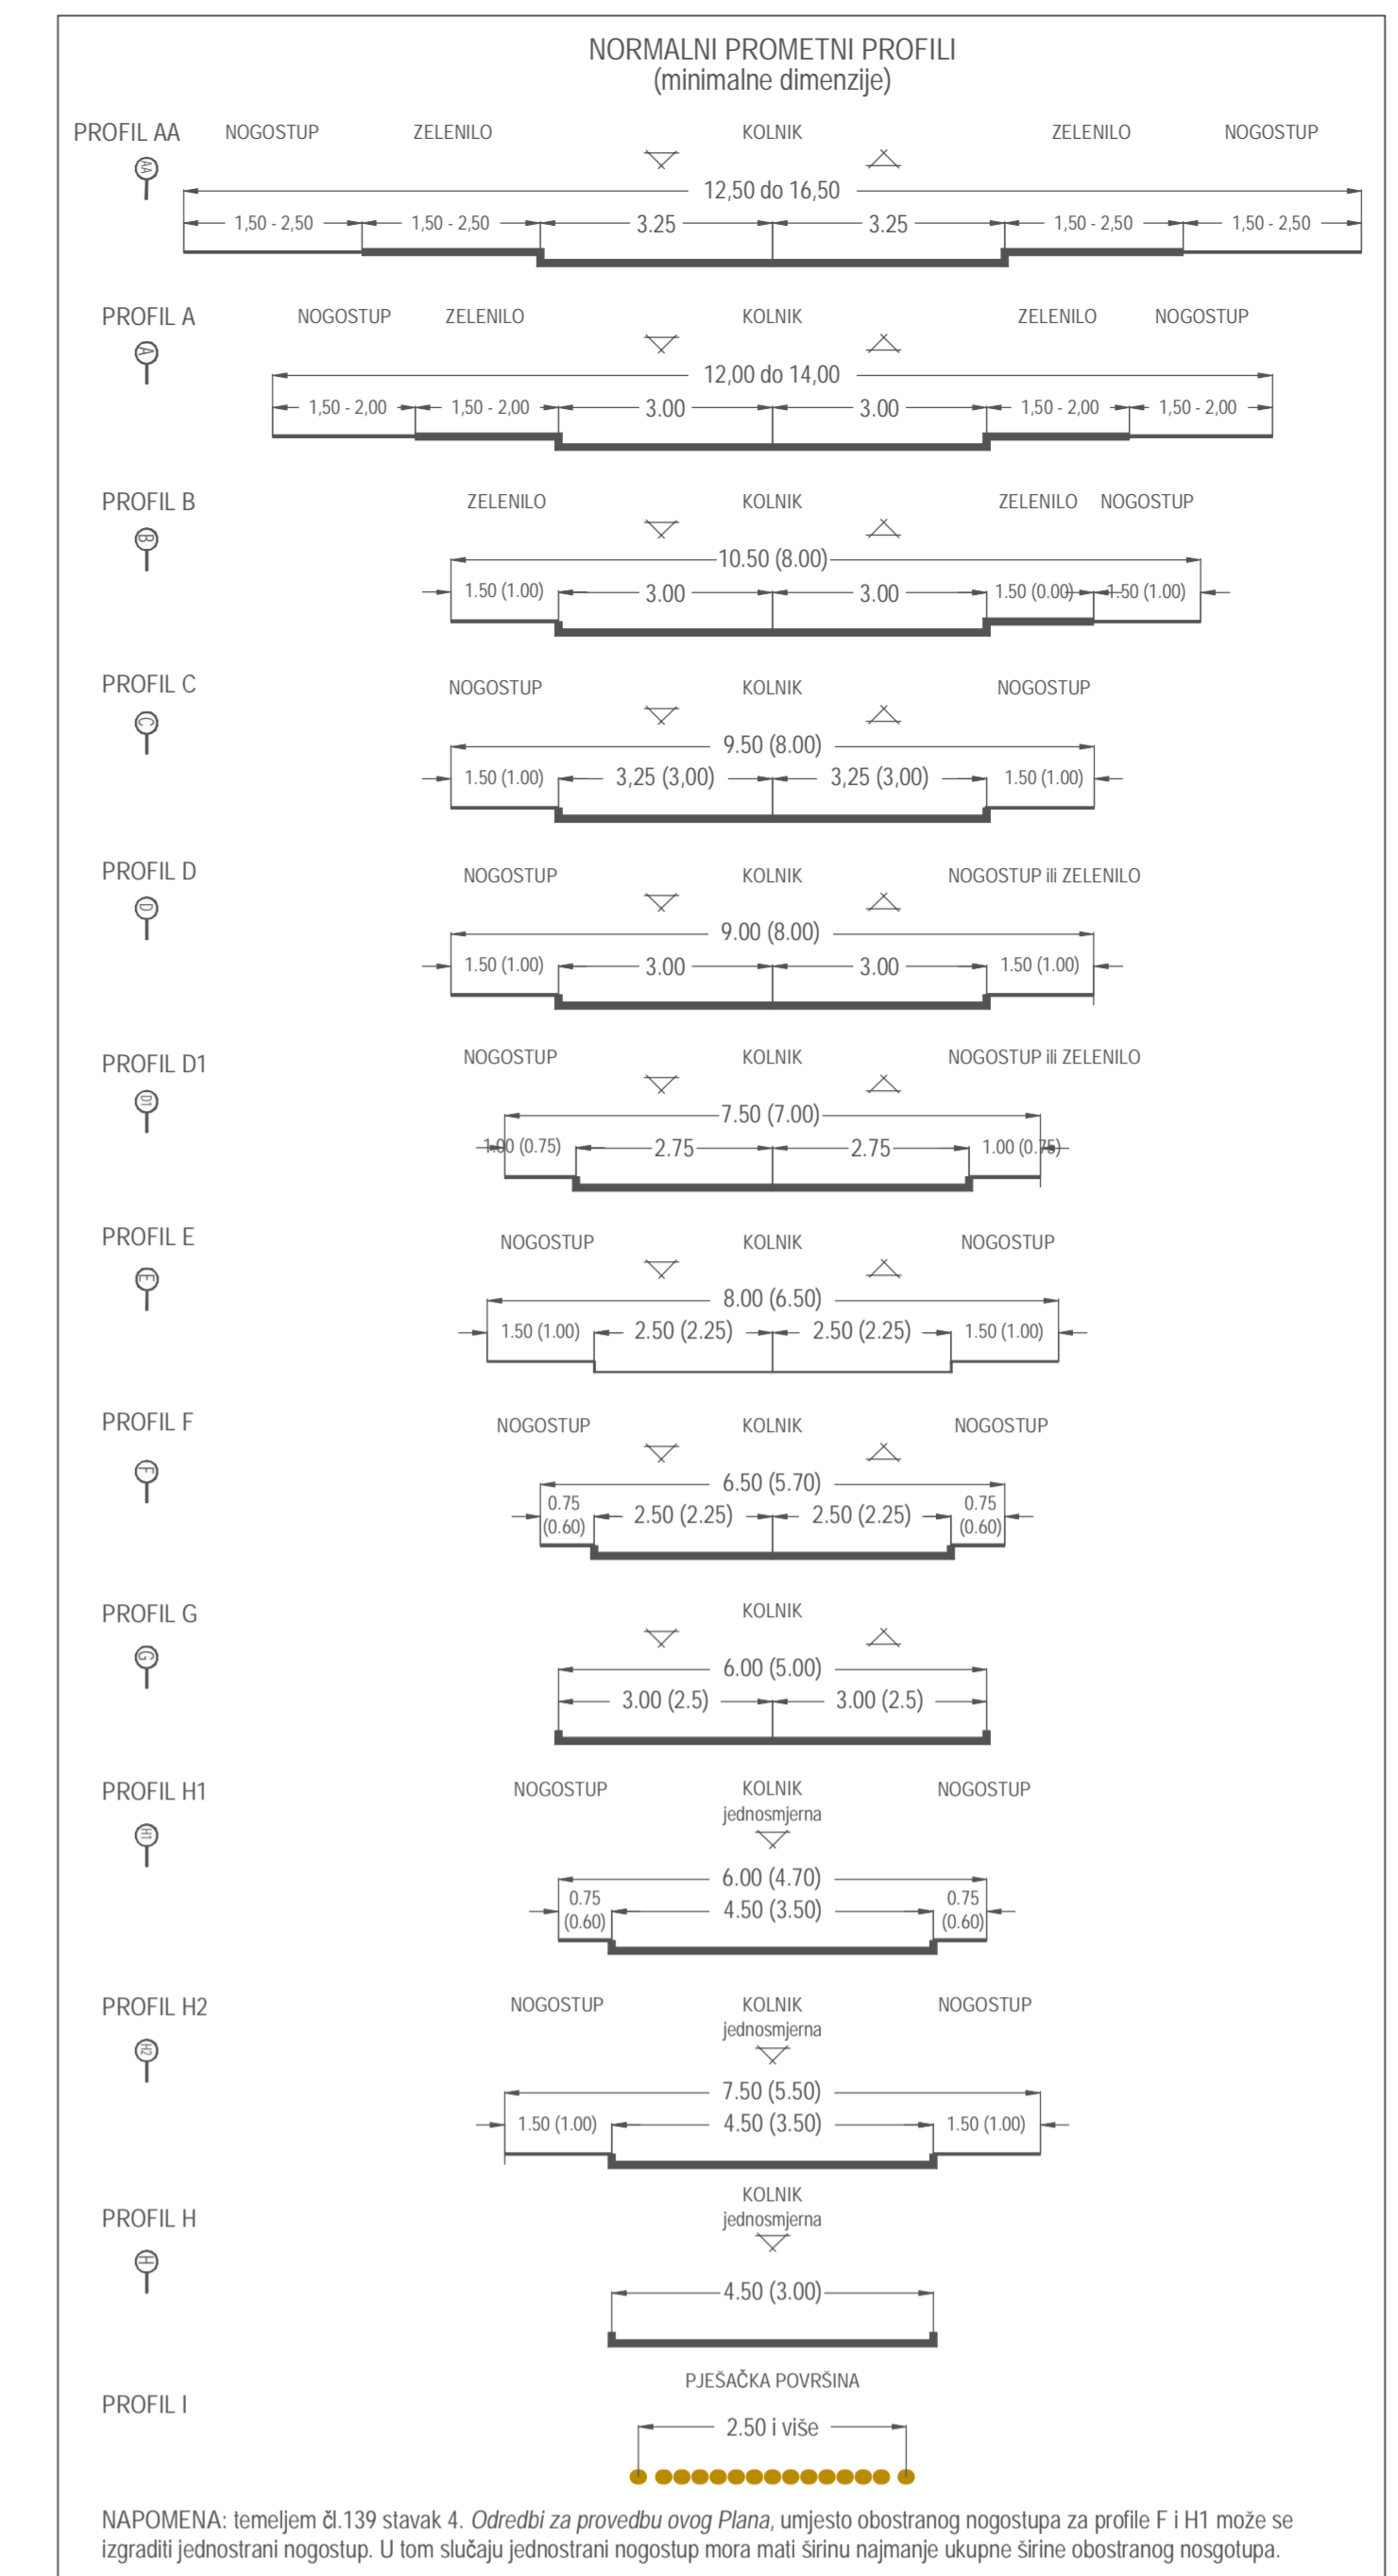 NORMALNI PROMETNI PROFILI
(minimalne dimenzije)
PROFIL AA NOGOSTUP ZELENILO KOLNIK ZELENILO NOGOSTUP
AA
12,50 do 16,50
1,50 - 2,50 1,50 - 2,50 3.25 3.25 1,50 - 2,50 1,50 - 2,50
PROFIL A NOGOSTUP ZELENILO KOLNIK ZELENILO NOGOSTUP
A
12,00 do 14,00
1,50 - 2,00 1,50 - 2,00 3.00 3.00 1,50 - 2,00 1,50 - 2,00
PROFIL B ZELENILO KOLNIK ZELENILO NOGOSTUP
B
10.50 (8.00)
1.50 (1.00) 3.00 3.00 1.50 (0.00) 1.50 (1.00)
PROFIL C NOGOSTUP KOLNIK NOGOSTUP
C
9.50 (8.00)
1.50 (1.00) 3,25 (3,00) 3,25 (3,00) 1.50 (1.00)
PROFIL D NOGOSTUP KOLNIK NOGOSTUP ili ZELENILO
D
9.00 (8.00)
1.50 (1.00) 3.00 3.00 1.50 (1.00)
PROFIL D1 NOGOSTUP KOLNIK NOGOSTUP ili ZELENILO
D1
7.50 (7.00)
1.00 (0.75) 2.75 2.75 1.00 (0.75)
PROFIL E NOGOSTUP KOLNIK NOGOSTUP
E
8.00 (6.50)
1.50 (1.00) 2.50 (2.25) 2.50 (2.25) 1.50 (1.00)
PROFIL F NOGOSTUP KOLNIK NOGOSTUP
F
6.50 (5.70)
0.75 (0.60) 2.50 (2.25) 2.50 (2.25) 0.75 (0.60)
PROFIL G KOLNIK
G
6.00 (5.00)
3.00 (2.5) 3.00 (2.5)
PROFIL H1 NOGOSTUP KOLNIK NOGOSTUP
jednosmjerna
H1
6.00 (4.70)
0.75 (0.60) 4.50 (3.50) 0.75 (0.60)
PROFIL H2 NOGOSTUP KOLNIK NOGOSTUP
jednosmjerna
H2
7.50 (5.50)
1.50 (1.00) 4.50 (3.50) 1.50 (1.00)
KOLNIK
PROFIL H jednosmjerna
H
4.50 (3.00)
PJEŠAČKA POVRŠINA
PROFIL I
2.50 i više
NAPOMENA: temeljem čl.139 stavak 4. Odredbi za provedbu ovog Plana, umjesto obostranog nogostupa za profile F i H1 može se
izgraditi jednostrani nogostup. U tom slučaju jednostrani nogostup mora mati širinu najmanje ukupne širine obostranog nosgotupa.